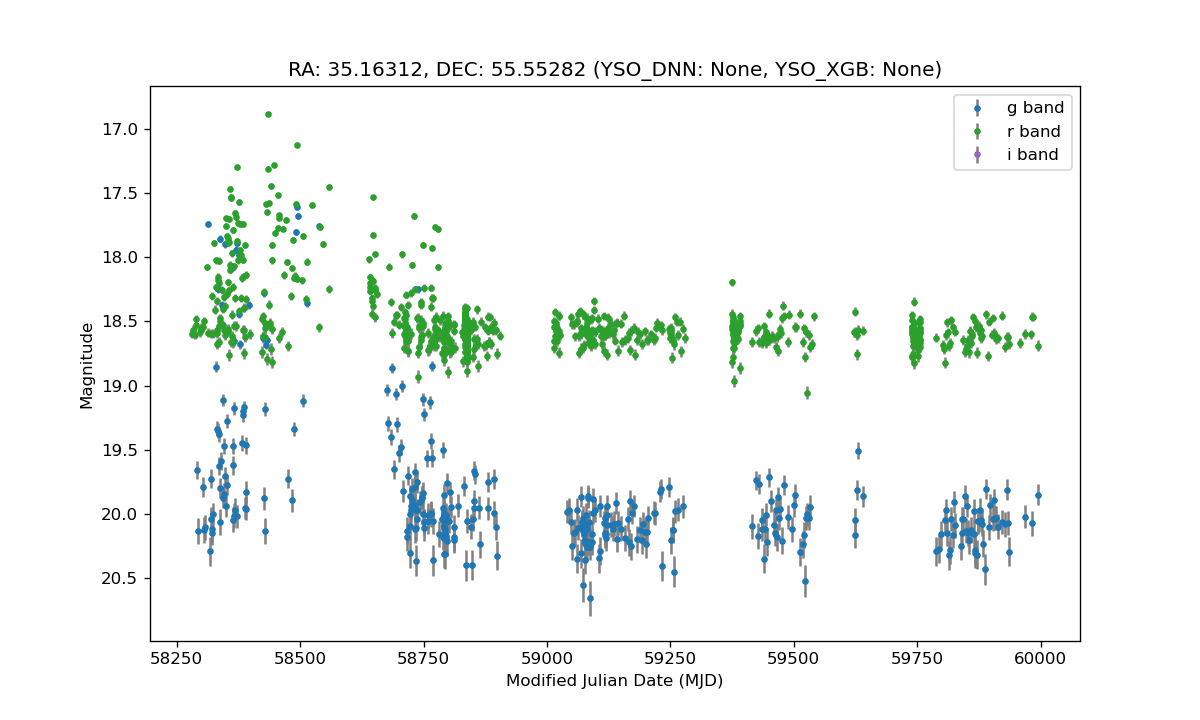 RA: 35.16312, DEC: 55.55282 (YSO_DNN: None, YSO_XGB: None)
g band
r band
i band
17.0
17.5
18.0
18.5
19.0
19.5
20.0
20.5
Magnitude
58250 58500 58750 59000 59250 59500 59750 60000
Modified Julian Date (MJD)